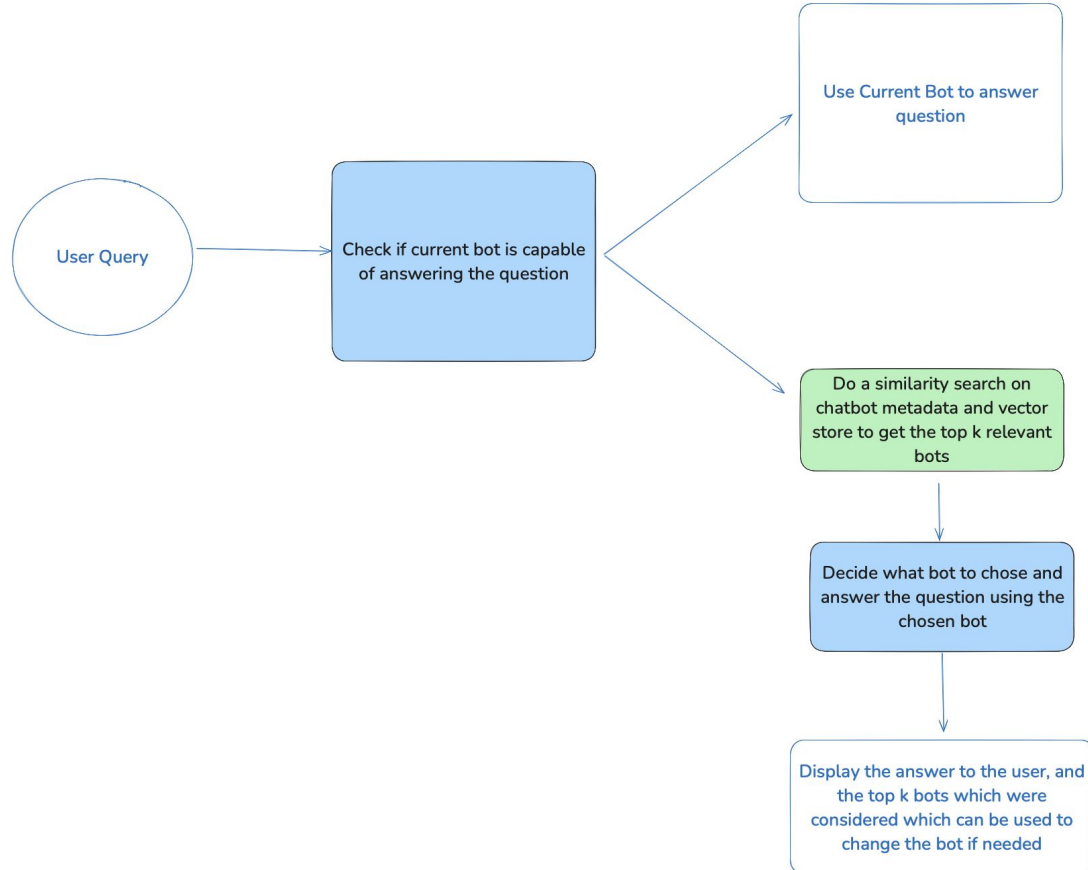 User Query
Check if current bot is capable
of answering the question
Use Current Bot to answer
question
Do a similarity search on
chatbot metadata and vector
store to get the top k relevant
bots
Decide what bot to chose and
answer the question using the
chosen bot
Display the answer to the user, and
the top k bots which were
considered which can be used to
change the bot if needed